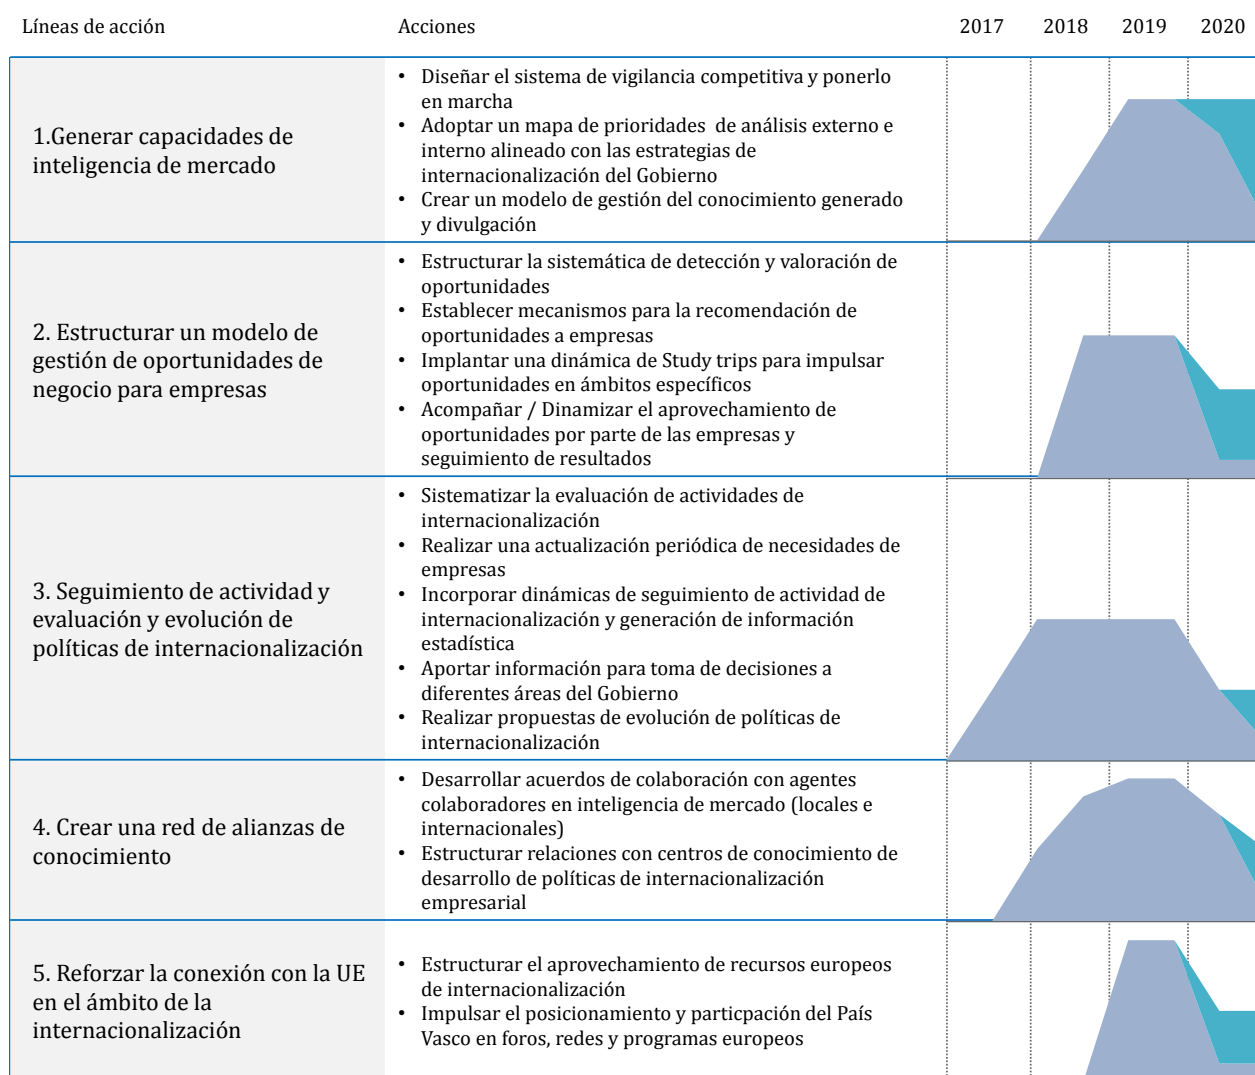 Líneas de acción
Acciones
2017
2018
2019
2020
1.Generar capacidades de
inteligencia de mercado
• Diseñar el sistema de vigilancia competitiva y ponerlo
en marcha
• Adoptar un mapa de prioridades de análisis externo e
interno alineado con las estrategias de
internacionalización del Gobierno
• Crear un modelo de gestión del conocimiento generado
y divulgación
2. Estructurar un modelo de
gestión de oportunidades de
negocio para empresas
• Estructurar la sistemática de detección y valoración de
oportunidades
• Establecer mecanismos para la recomendación de
oportunidades a empresas
• Implantar una dinámica de Study trips para impulsar
oportunidades en ámbitos específicos
• Acompañar / Dinamizar el aprovechamiento de
oportunidades por parte de las empresas y
seguimiento de resultados
3. Seguimiento de actividad y
evaluación y evolución de
políticas de internacionalización
• Sistematizar la evaluación de actividades de
internacionalización
• Realizar una actualización periódica de necesidades de
empresas
• Incorporar dinámicas de seguimiento de actividad de
internacionalización y generación de información
estadística
• Aportar información para toma de decisiones a
diferentes áreas del Gobierno
• Realizar propuestas de evolución de políticas de
internacionalización
4. Crear una red de alianzas de
conocimiento
• Desarrollar acuerdos de colaboración con agentes
colaboradores en inteligencia de mercado (locales e
internacionales)
• Estructurar relaciones con centros de conocimiento de
desarrollo de políticas de internacionalización
empresarial
5. Reforzar la conexión con la UE
en el ámbito de la
internacionalización
• Estructurar el aprovechamiento de recursos europeos
de internacionalización
• Impulsar el posicionamiento y particpación del País
Vasco en foros, redes y programas europeos